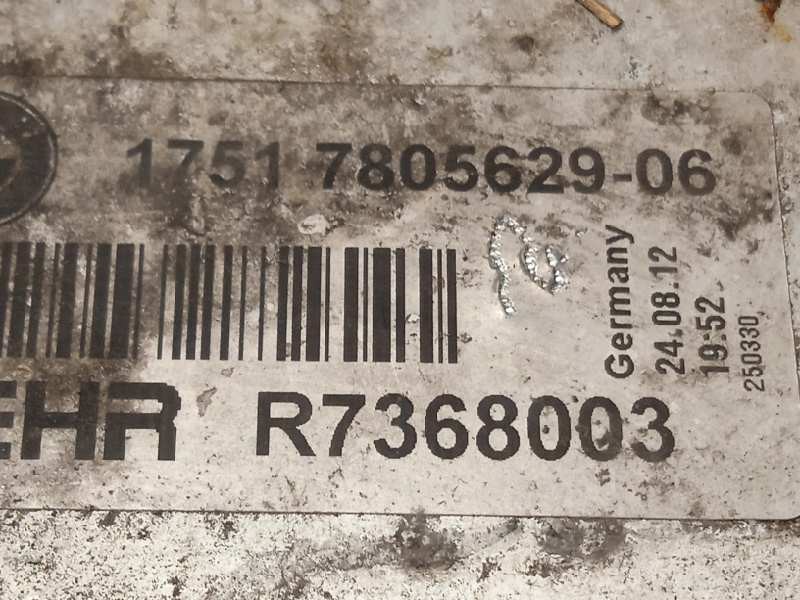 1751 7805629-06
EHR R7368003
Germany
24.08.12
19:52
250330